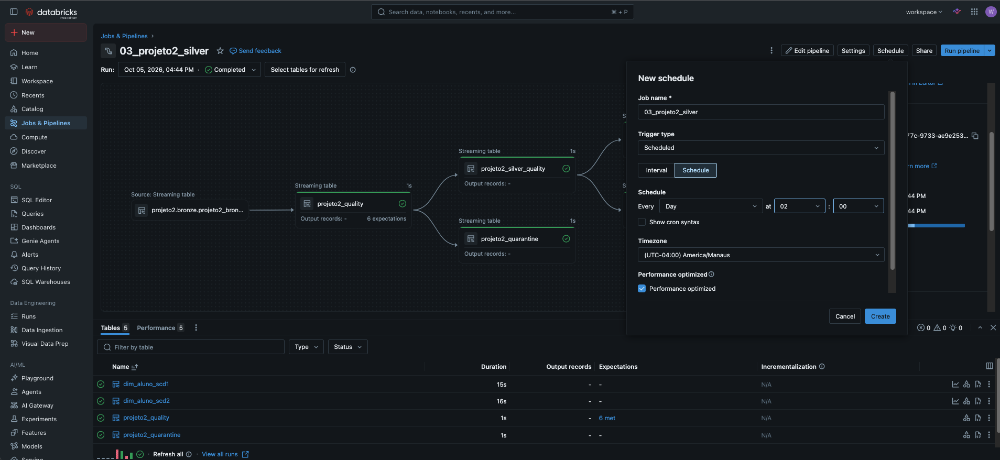 databricks
Free Edition
Search data, notebooks, recents, and more...
⌘ + P
workspace
W
New
Home
Learn
Workspace
Recents
Catalog
Jobs & Pipelines
Compute
Discover
Marketplace
SQL
SQL Editor
Queries
Dashboards
Genie Agents
Alerts
Query History
SQL Warehouses
Data Engineering
Runs
Data Ingestion
Visual Data Prep
AI/ML
Playground
Agents
AI Gateway
Experiments
Features
Models
Serving
Jobs & Pipelines ›
03_projeto2_silver
Send feedback
Edit pipeline
Settings
Schedule
Share
Run pipeline
Run:
Oct 05, 2026, 04:44 PM · Completed
Select tables for refresh
Source: Streaming table
projeto2.bronze.projeto2_bron...
Streaming table 1s
projeto2_quality
Output records: - 6 expectations
Streaming table 1s
projeto2_silver_quality
Output records: -
Streaming table 1s
projeto2_quarantine
Output records: -
S
S
New schedule
Job name *
03_projeto2_silver
Trigger type
Scheduled
Interval Schedule
Schedule
Every Day at 02 : 00
Show cron syntax
Timezone
(UTC-04:00) America/Manaus
Performance optimized
Performance optimized
Cancel Create
in Editor
77c-9733-ae9e253...
rn more
44 PM
44 PM
Tables 5 Performance 5
0 0 0
Filter by table
Type
Status
Name Duration Output records Expectations Incrementalization
dim_aluno_scd1 15s - - N/A
dim_aluno_scd2 16s - - N/A
projeto2_quality 1s - 6 met N/A
projeto2_quarantine 1s - - N/A
· Refresh all · View all runs